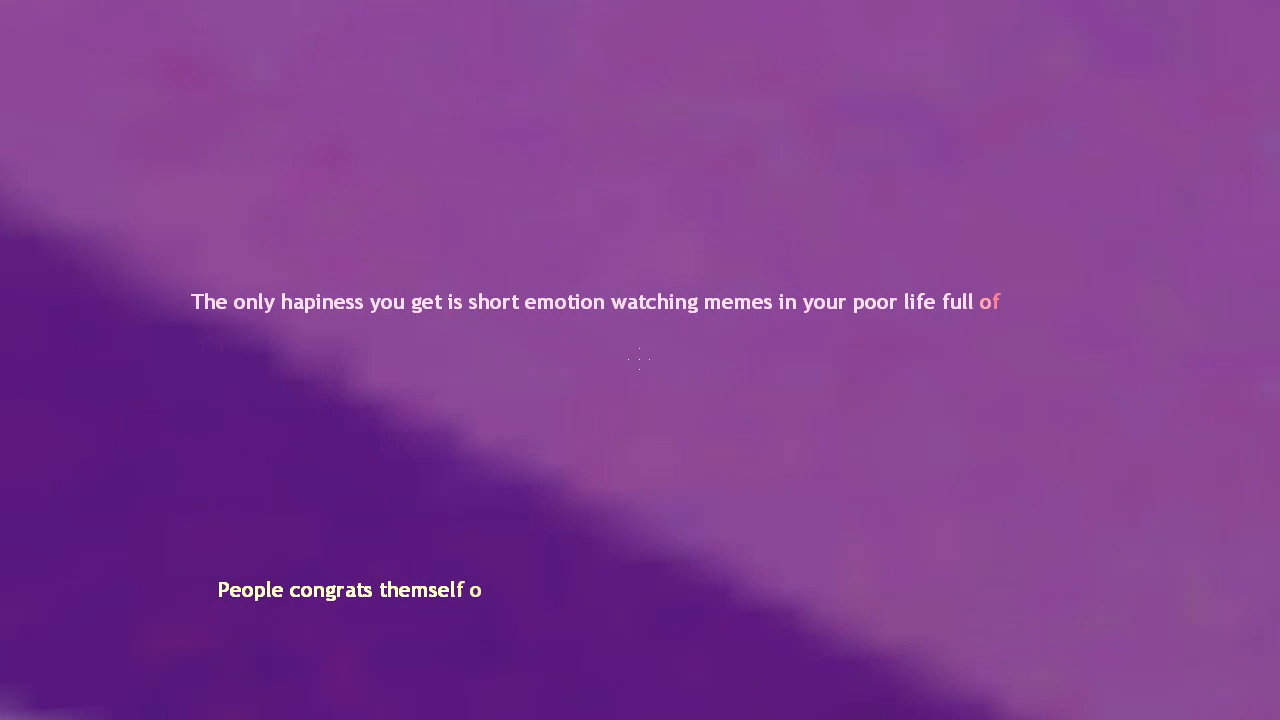 The only hapiness you get is short emotion watching memes in your poor life full of
People congrats themself o